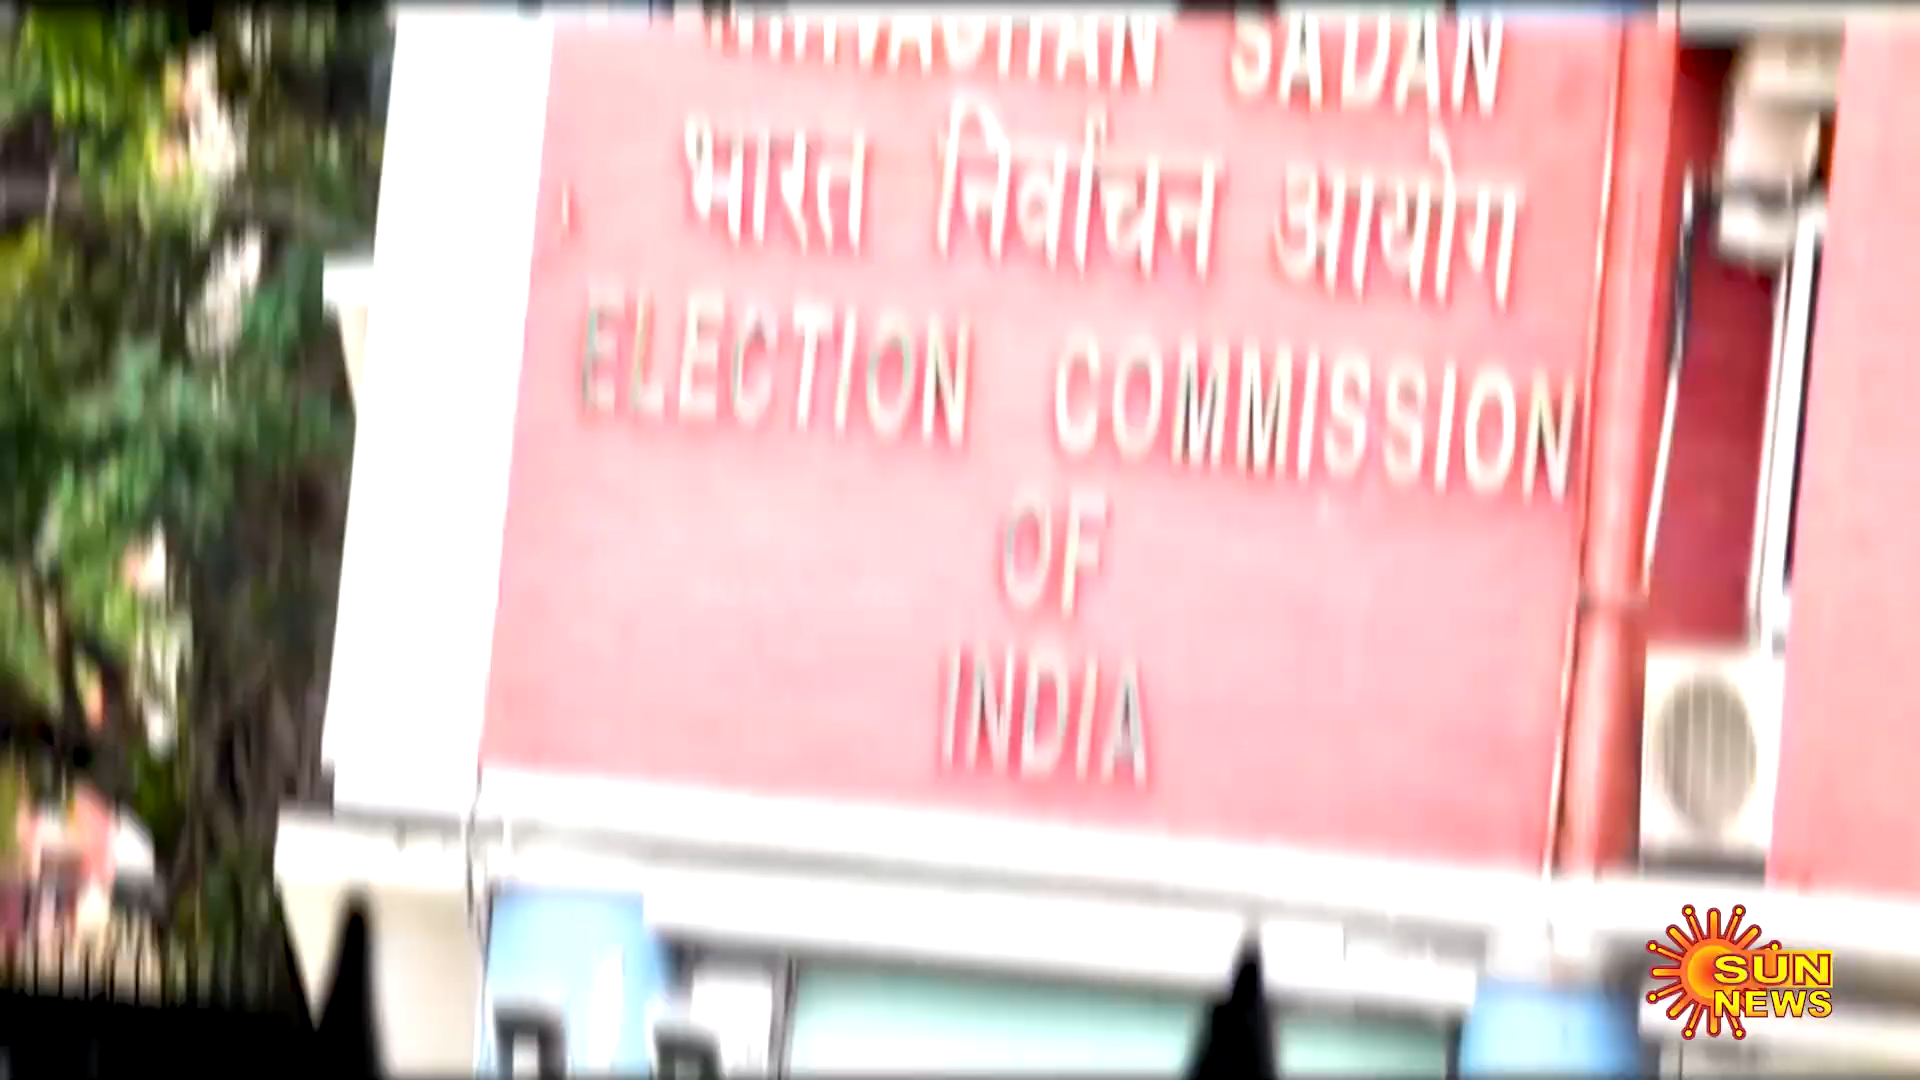 SADAN
भारत निर्वाचन आयोग
ELECTION COMMISSION
OF
INDIA
SUN
NEWS